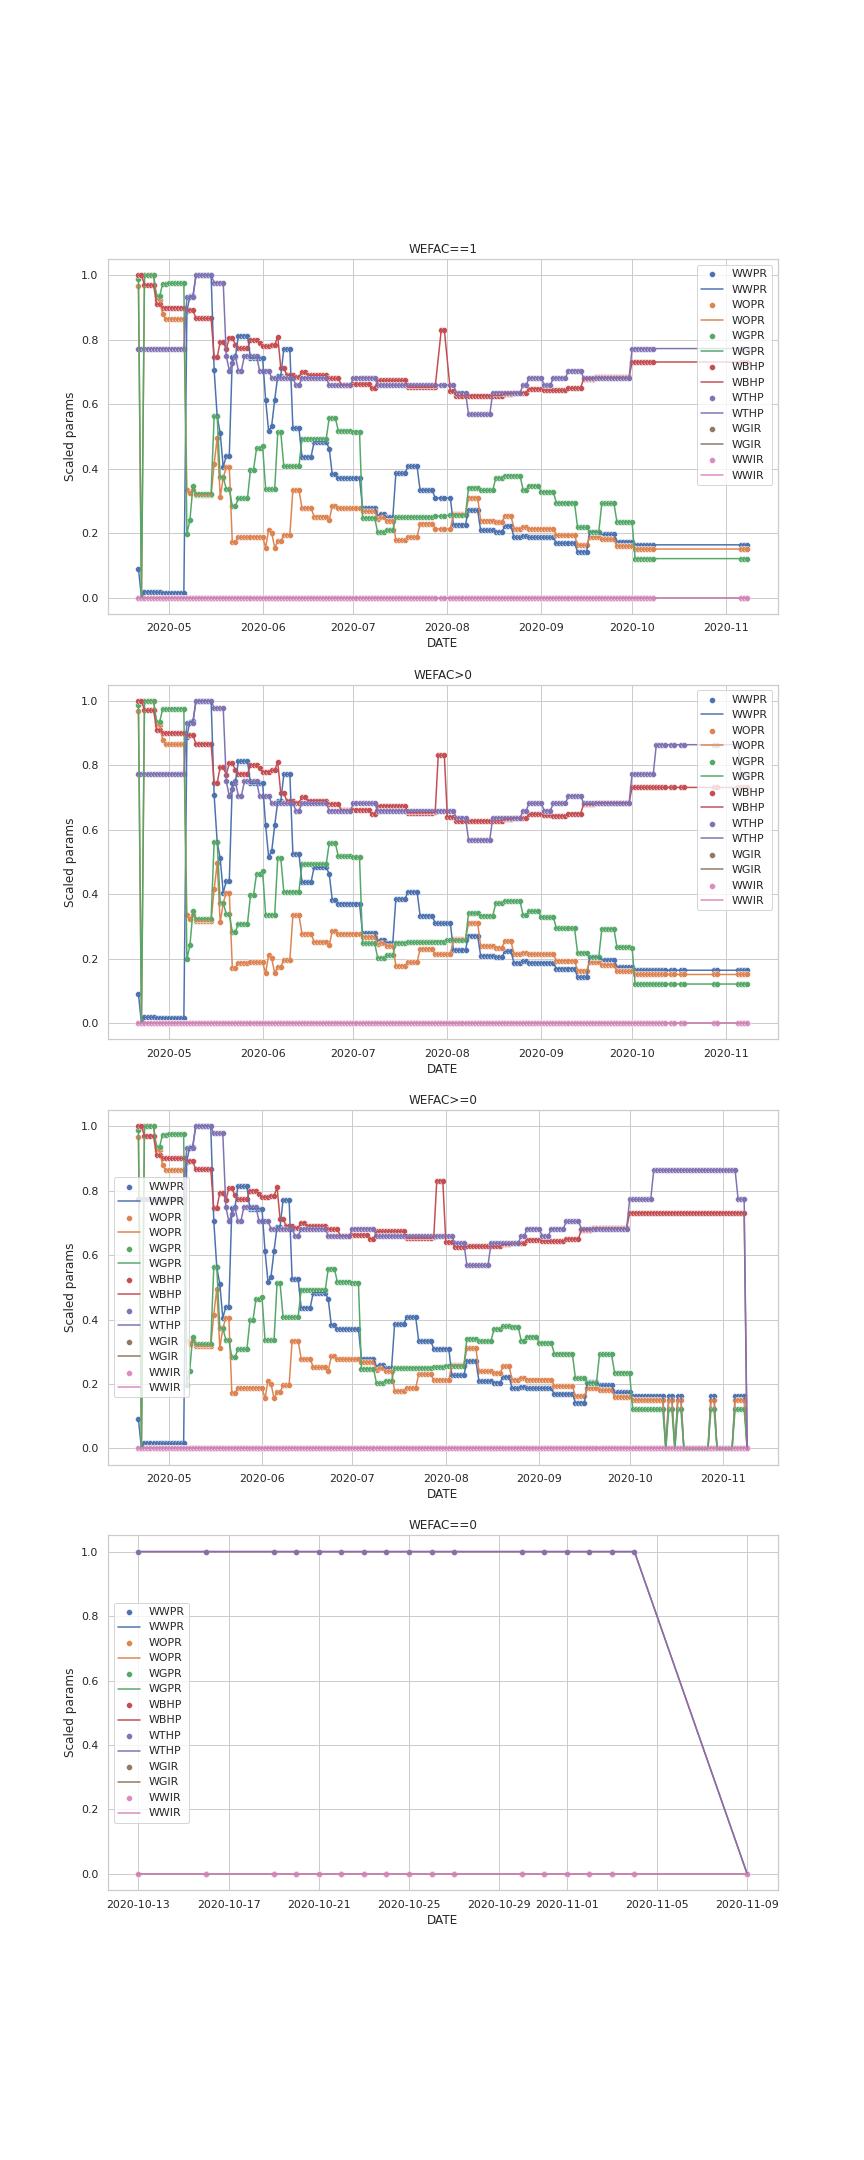 WEFAC==1
1.0
0.8
0.6
0.4
0.2
0.0
Scaled params
WWPR
WWPR
WOPR
WOPR
WGPR
WGPR
WBHP
WBHP
WTHP
WTHP
WGIR
WGIR
WWIR
WWIR
2020-05 2020-06 2020-07 2020-08 2020-09 2020-10 2020-11
DATE
WEFAC>0
1.0
0.8
0.6
0.4
0.2
0.0
Scaled params
WWPR
WWPR
WOPR
WOPR
WGPR
WGPR
WBHP
WBHP
WTHP
WTHP
WGIR
WGIR
WWIR
WWIR
2020-05 2020-06 2020-07 2020-08 2020-09 2020-10 2020-11
DATE
WEFAC>=0
1.0
0.8
0.6
0.4
0.2
0.0
Scaled params
WWPR
WWPR
WOPR
WOPR
WGPR
WGPR
WBHP
WBHP
WTHP
WTHP
WGIR
WGIR
WWIR
WWIR
2020-05 2020-06 2020-07 2020-08 2020-09 2020-10 2020-11
DATE
WEFAC==0
1.0
0.8
0.6
0.4
0.2
0.0
Scaled params
WWPR
WWPR
WOPR
WOPR
WGPR
WGPR
WBHP
WBHP
WTHP
WTHP
WGIR
WGIR
WWIR
WWIR
2020-10-13 2020-10-17 2020-10-21 2020-10-25 2020-10-29 2020-11-01 2020-11-05 2020-11-09
DATE